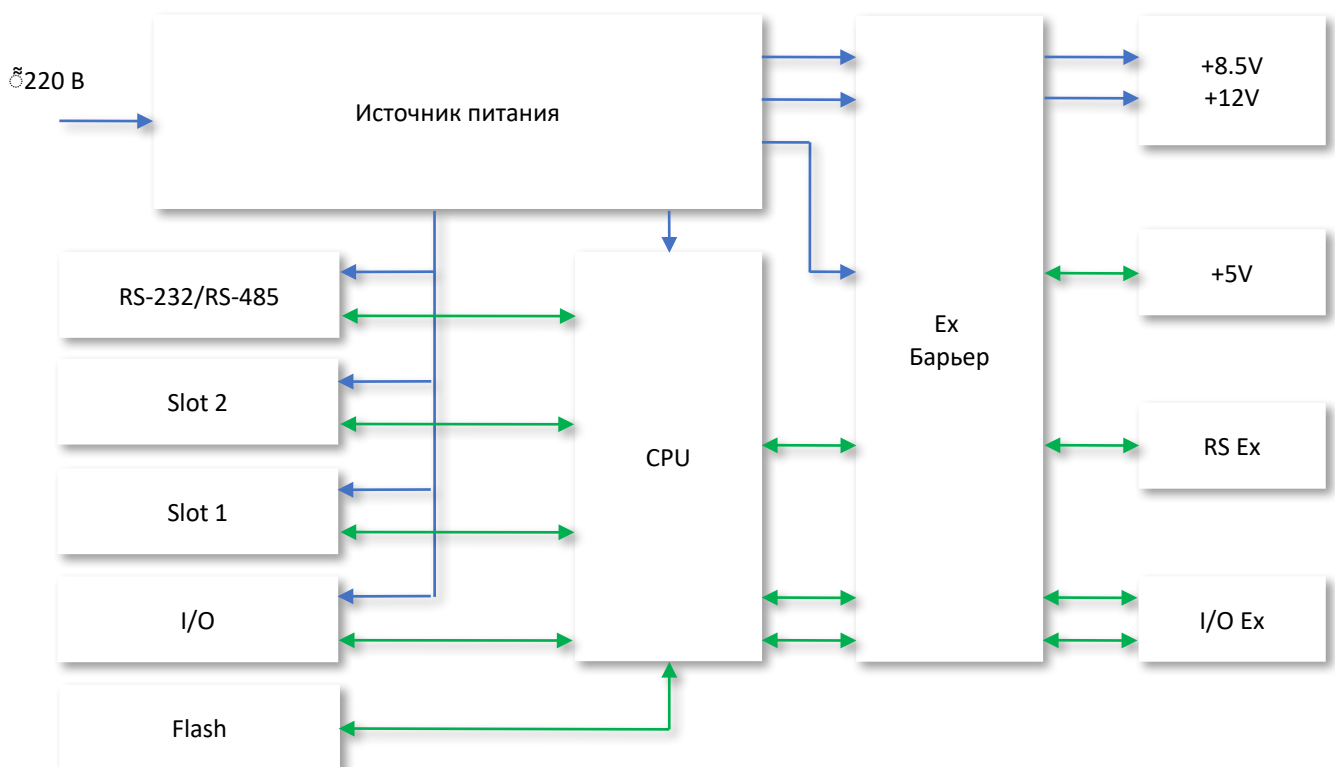 ~220 В
Источник питания
+8.5V
+12V
RS-232/RS-485
+5V
Ex
Барьер
Slot 2
CPU
RS Ex
Slot 1
I/O
I/O Ex
Flash